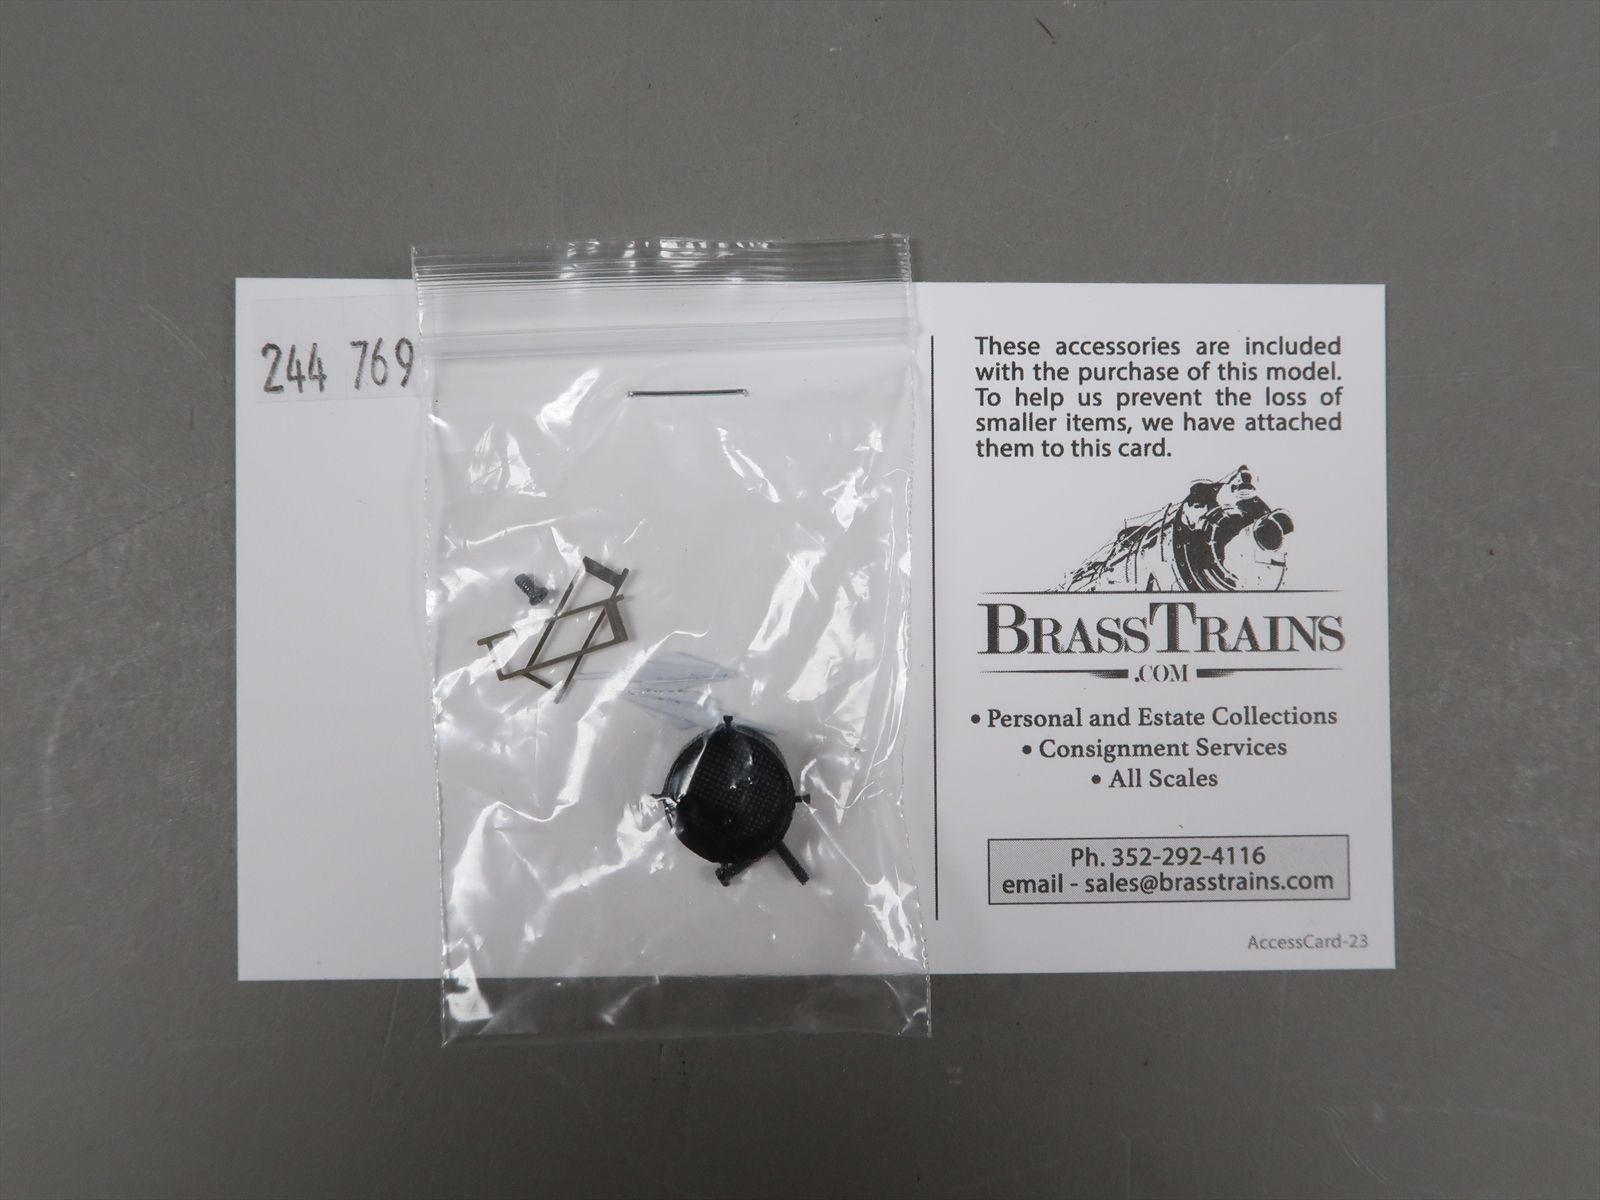 244 769
These accessories are included
with the purchase of this model.
To help us prevent the loss of
smaller items, we have attached
them to this card.
BRASSTRAINS
.COM
• Personal and Estate Collections
• Consignment Services
• All Scales
Ph. 352-292-4116
email - sales@brasstrains.com
AccessCard-23